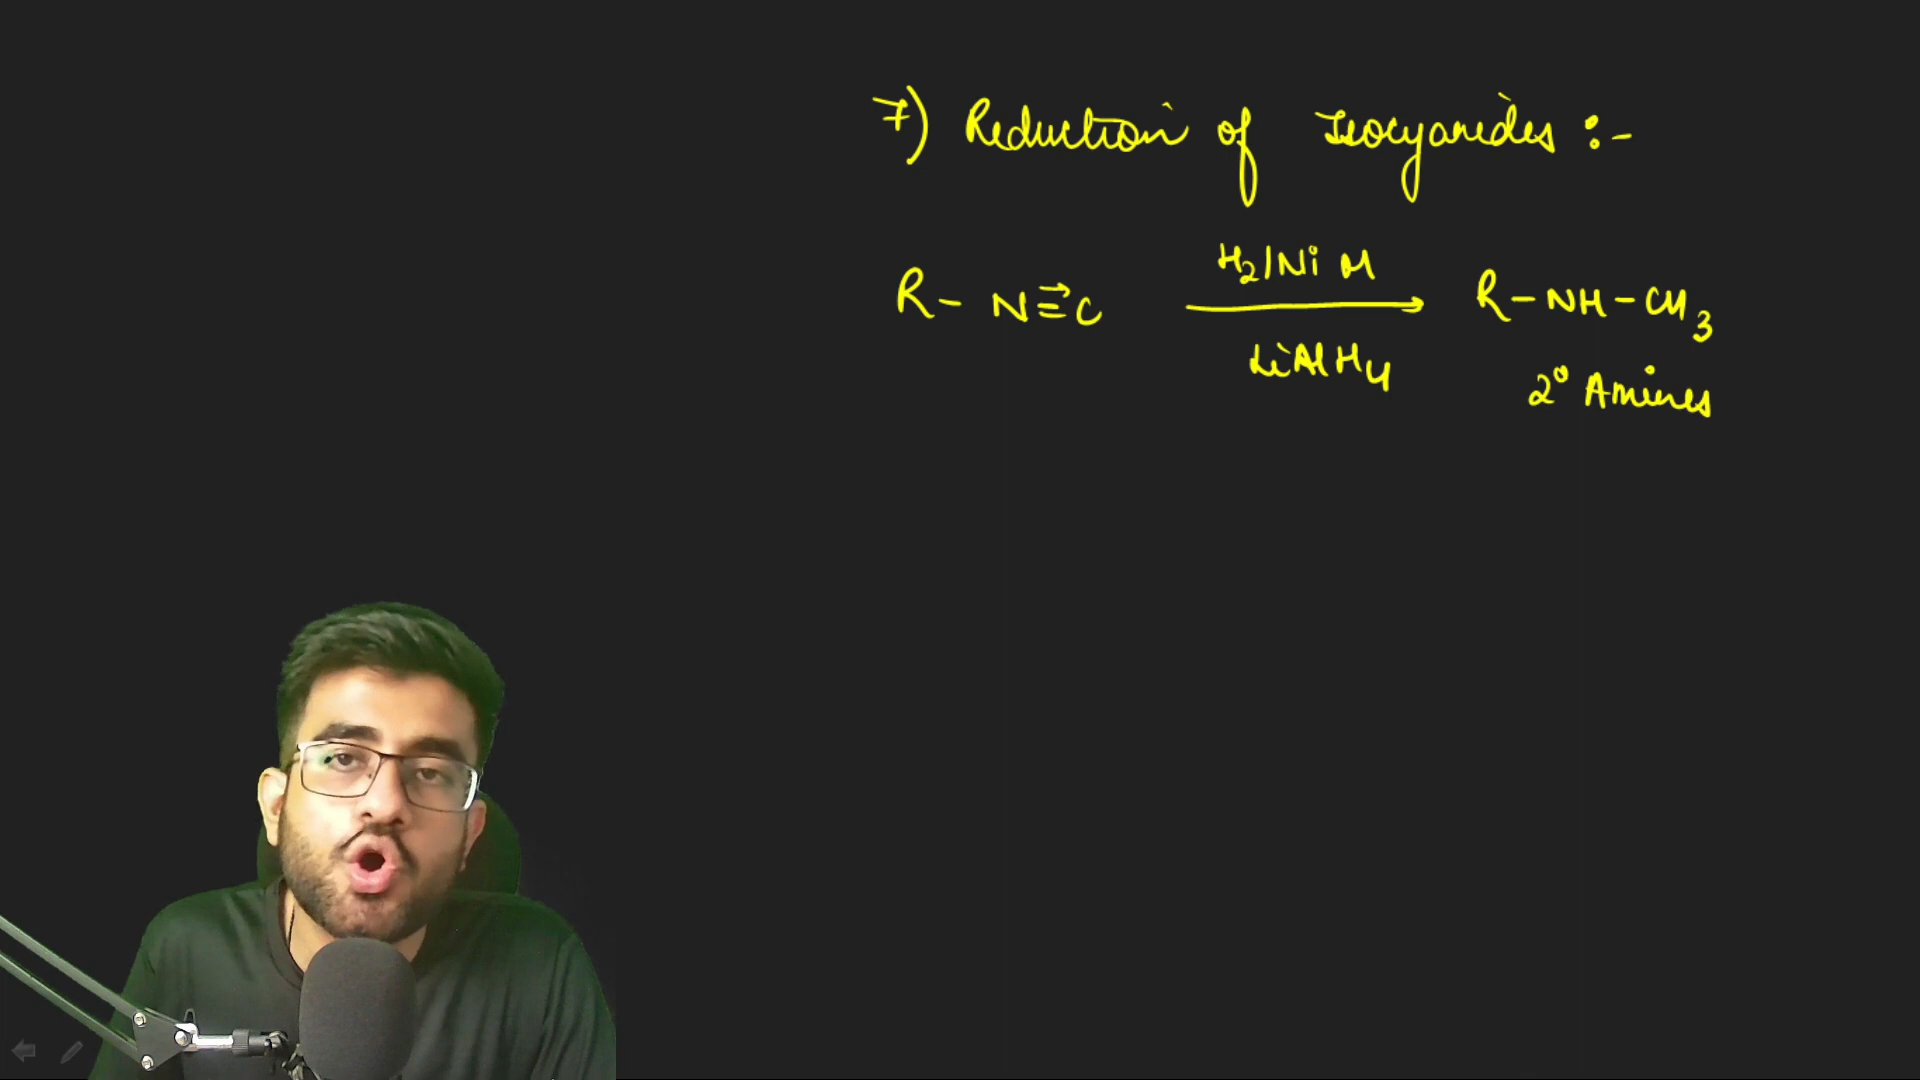 7) Reduction of Isocyanides :-
R - N≡C
H2/Ni
R-NH-CH3
LiAlH4
2° Amines